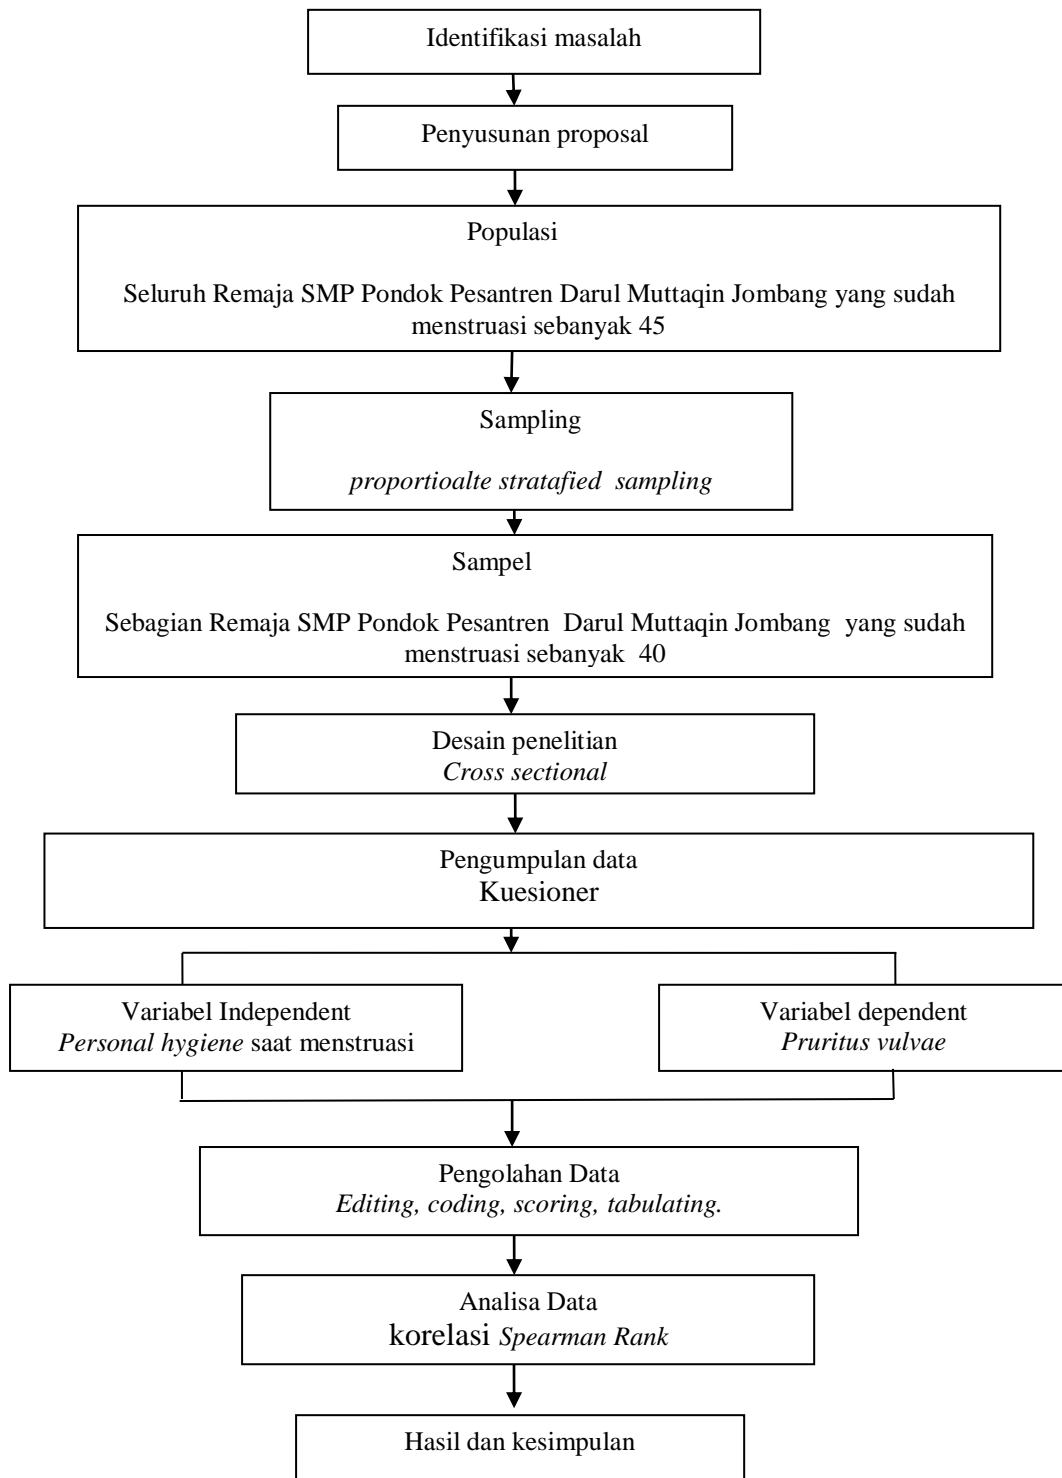 Identifikasi masalah
Penyusunan proposal
Populasi
Seluruh Remaja SMP Pondok Pesantren Darul Muttaqin Jombang yang sudah
menstruasi sebanyak 45
Sampling
proportioalte stratafied sampling
Sampel
Sebagian Remaja SMP Pondok Pesantren Darul Muttaqin Jombang yang sudah
menstruasi sebanyak 40
Desain penelitian
Cross sectional
Pengumpulan data
Kuesioner
Variabel Independent
Personal hygiene saat menstruasi
Variabel dependent
Pruritus vulvae
Pengolahan Data
Editing, coding, scoring, tabulating.
Analisa Data
korelasi Spearman Rank
Hasil dan kesimpulan